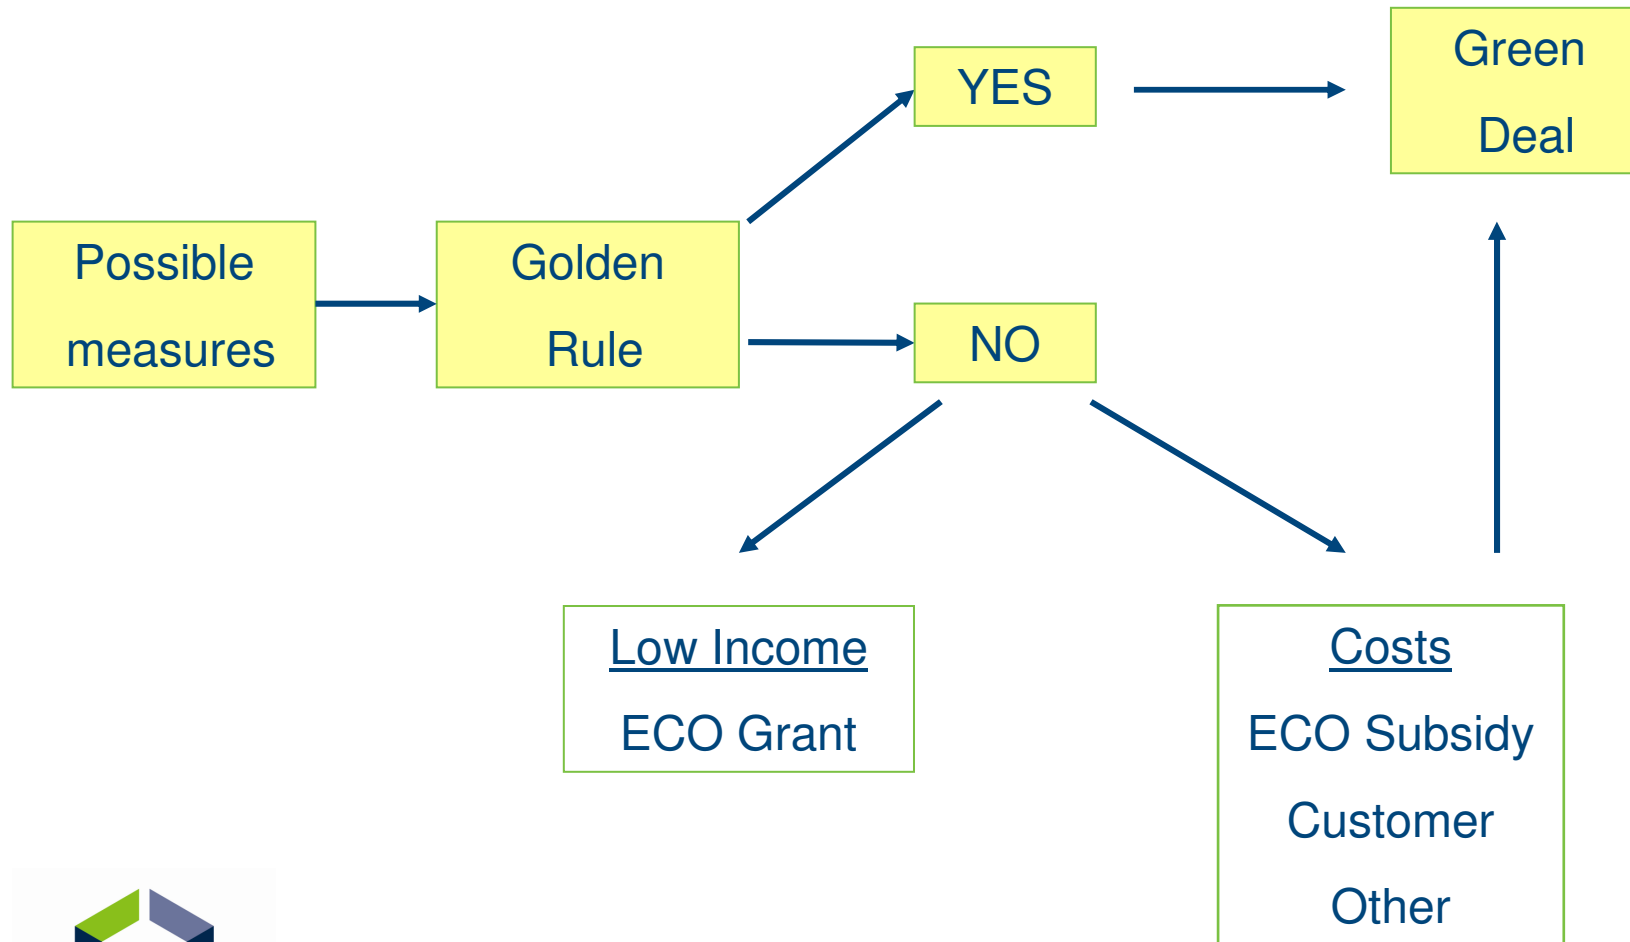 Green
Deal
YES
Possible
measures
Golden
Rule
NO
Low Income
ECO Grant
Costs
ECO Subsidy
Customer
Other